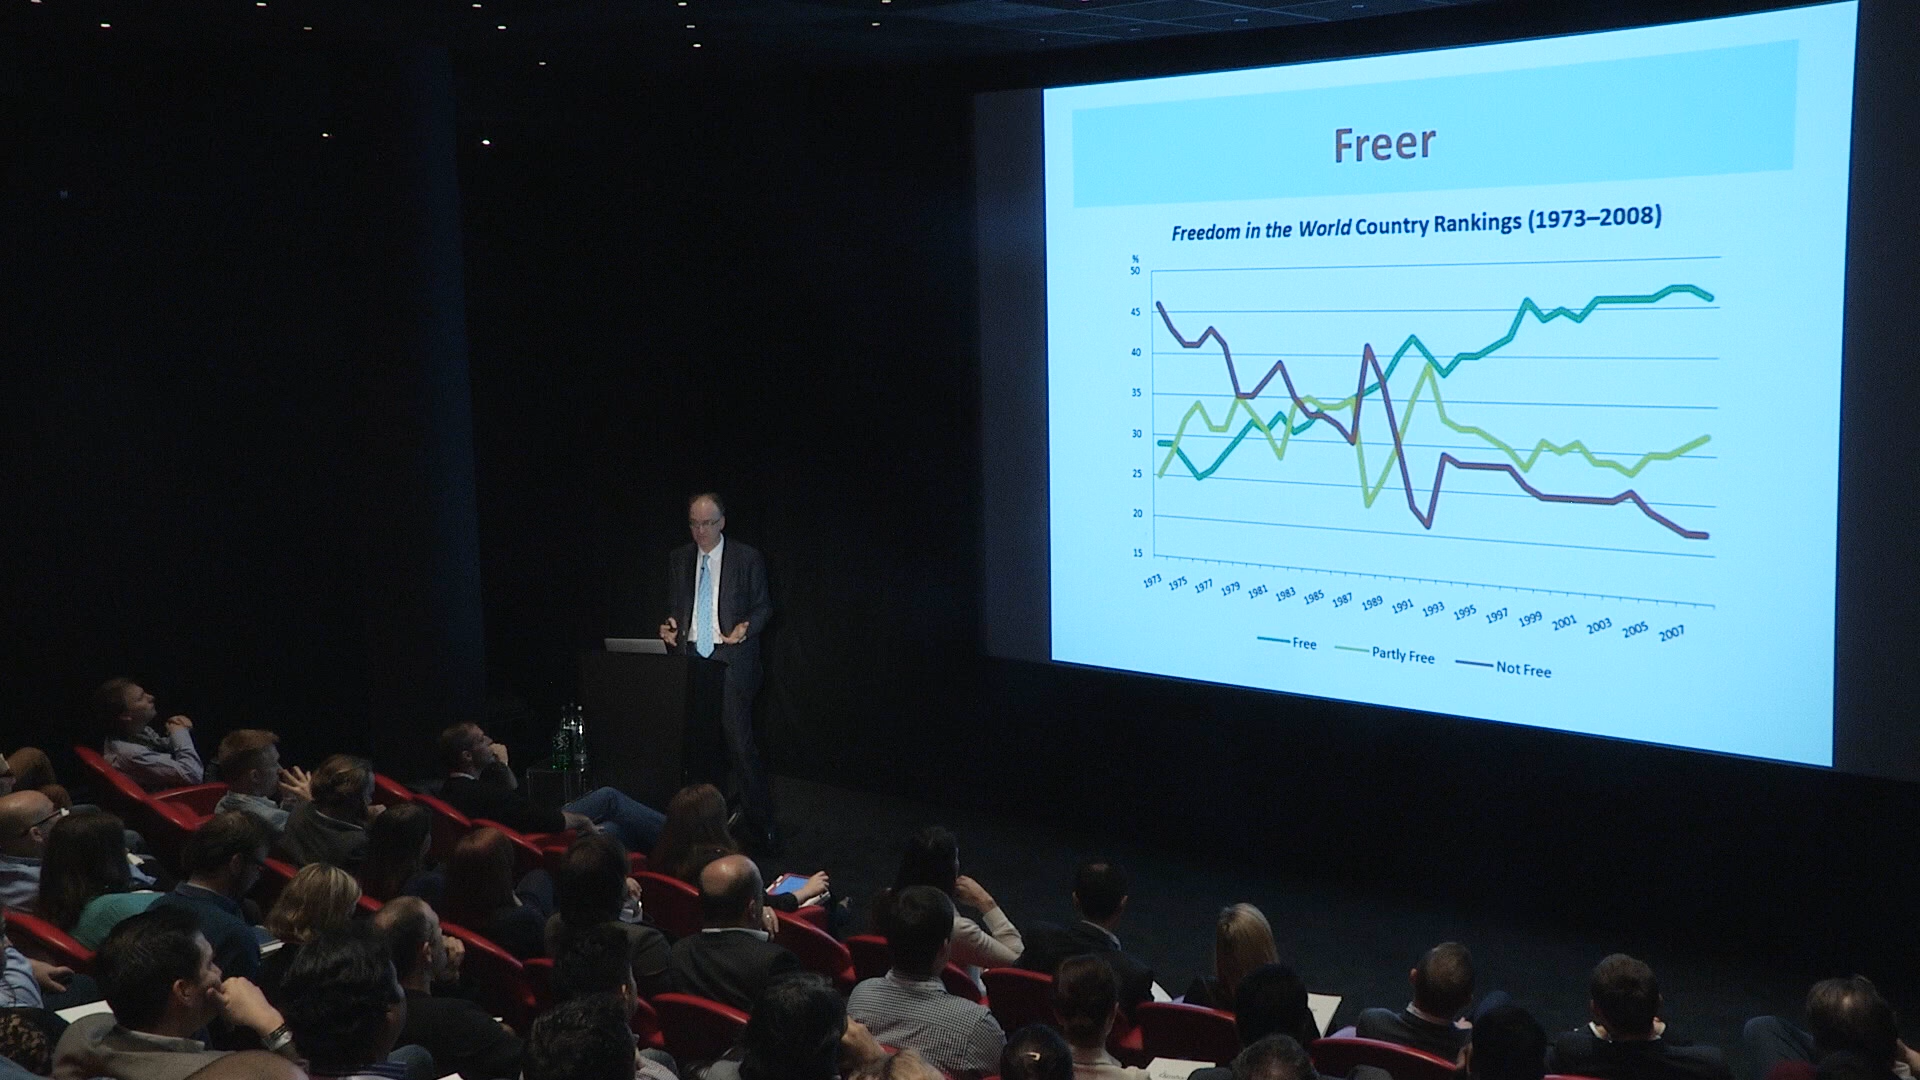 Freer
Freedom in the World Country Rankings (1973–2008)
%
50
45
40
35
30
25
20
15
1973 1975 1977 1979 1981 1983 1985 1987 1989 1991 1993 1995 1997 1999 2001 2003 2005 2007
Free Partly Free Not Free